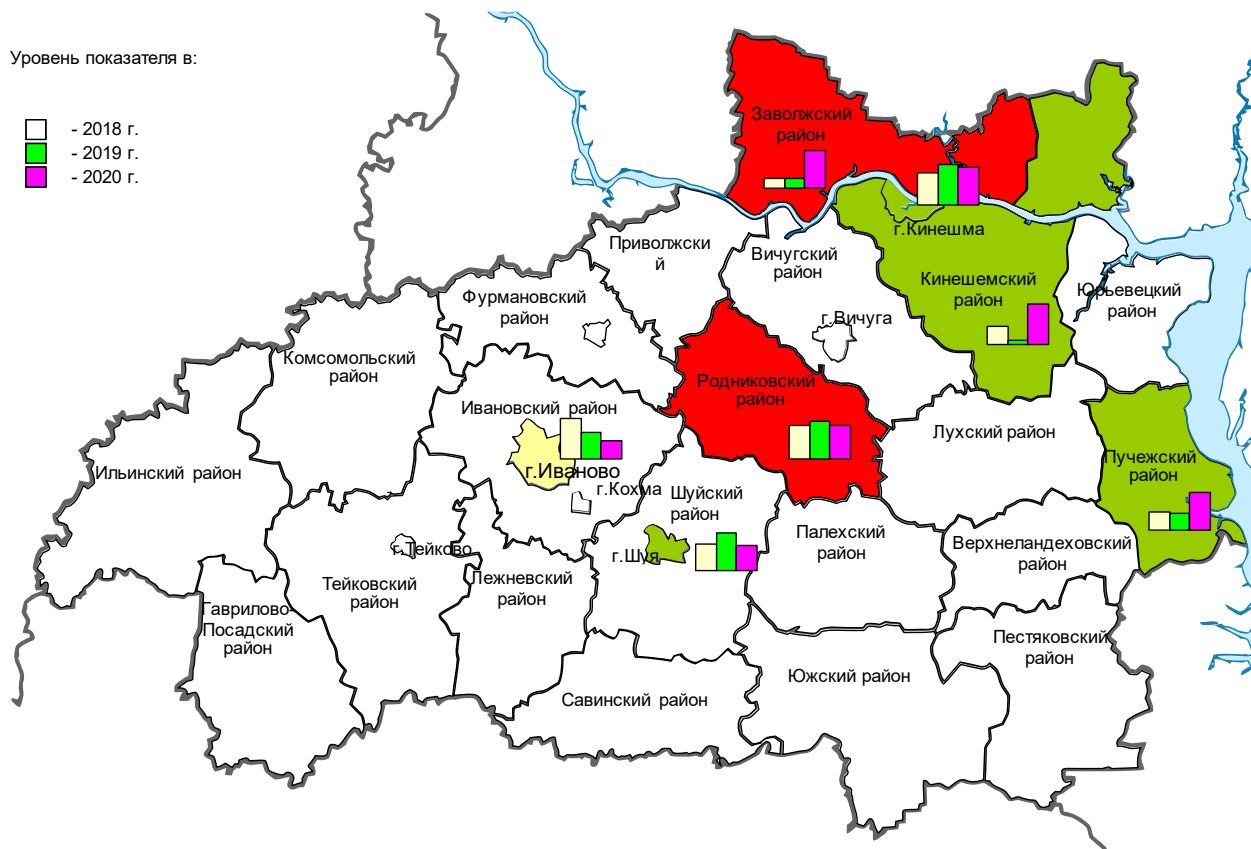 Уровень показателя в:
- 2018 г.
- 2019 г.
- 2020 г.
Заволжский
район
г.Кинешма
Приволжски
й
Вичугский
район
Кинешемский
район
Юрьевецкий
район
Фурмановский
район
г.Вичуга
Комсомольский
район
Родниковский
район
Ивановский район
Лухский район
Ильинский район
г.Иваново
г.Кохма
Шуйский
район
Пучежский
район
г.Тейково
г.Шуя
Палехский
район
Верхнеландеховский
район
Тейковский
район
Лежневский
район
Гаврилово-
Посадский
район
Пестяковский
район
Савинский район
Южский район